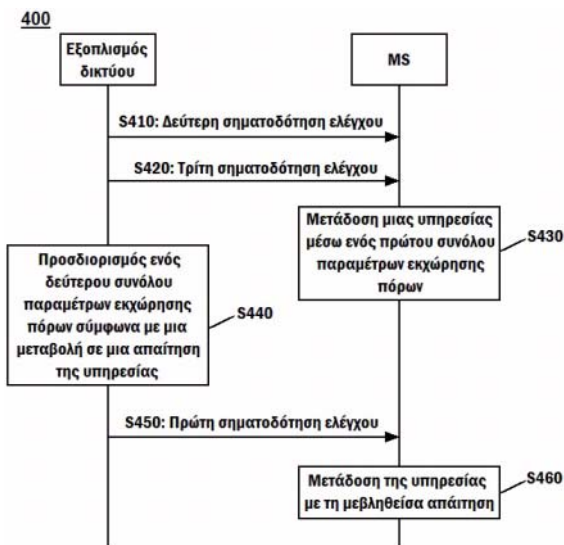 400
Εξοπλισμός
δικτύου
MS
S410: Δεύτερη σηματοδότηση ελέγχου
S420: Τρίτη σηματοδότηση ελέγχου
Μετάδοση μιας υπηρεσίας
μέσω ενός πρώτου συνόλου
παραμέτρων εκχώρησης
πόρων
S430
Προσδιορισμός ενός
δεύτερου συνόλου
παραμέτρων εκχώρησης
πόρων σύμφωνα με μια
μεταβολή σε μια απαίτηση
της υπηρεσίας
S440
S450: Πρώτη σηματοδότηση ελέγχου
Μετάδοση της υπηρεσίας
με τη μεβληθείσα απάιτηση
S460